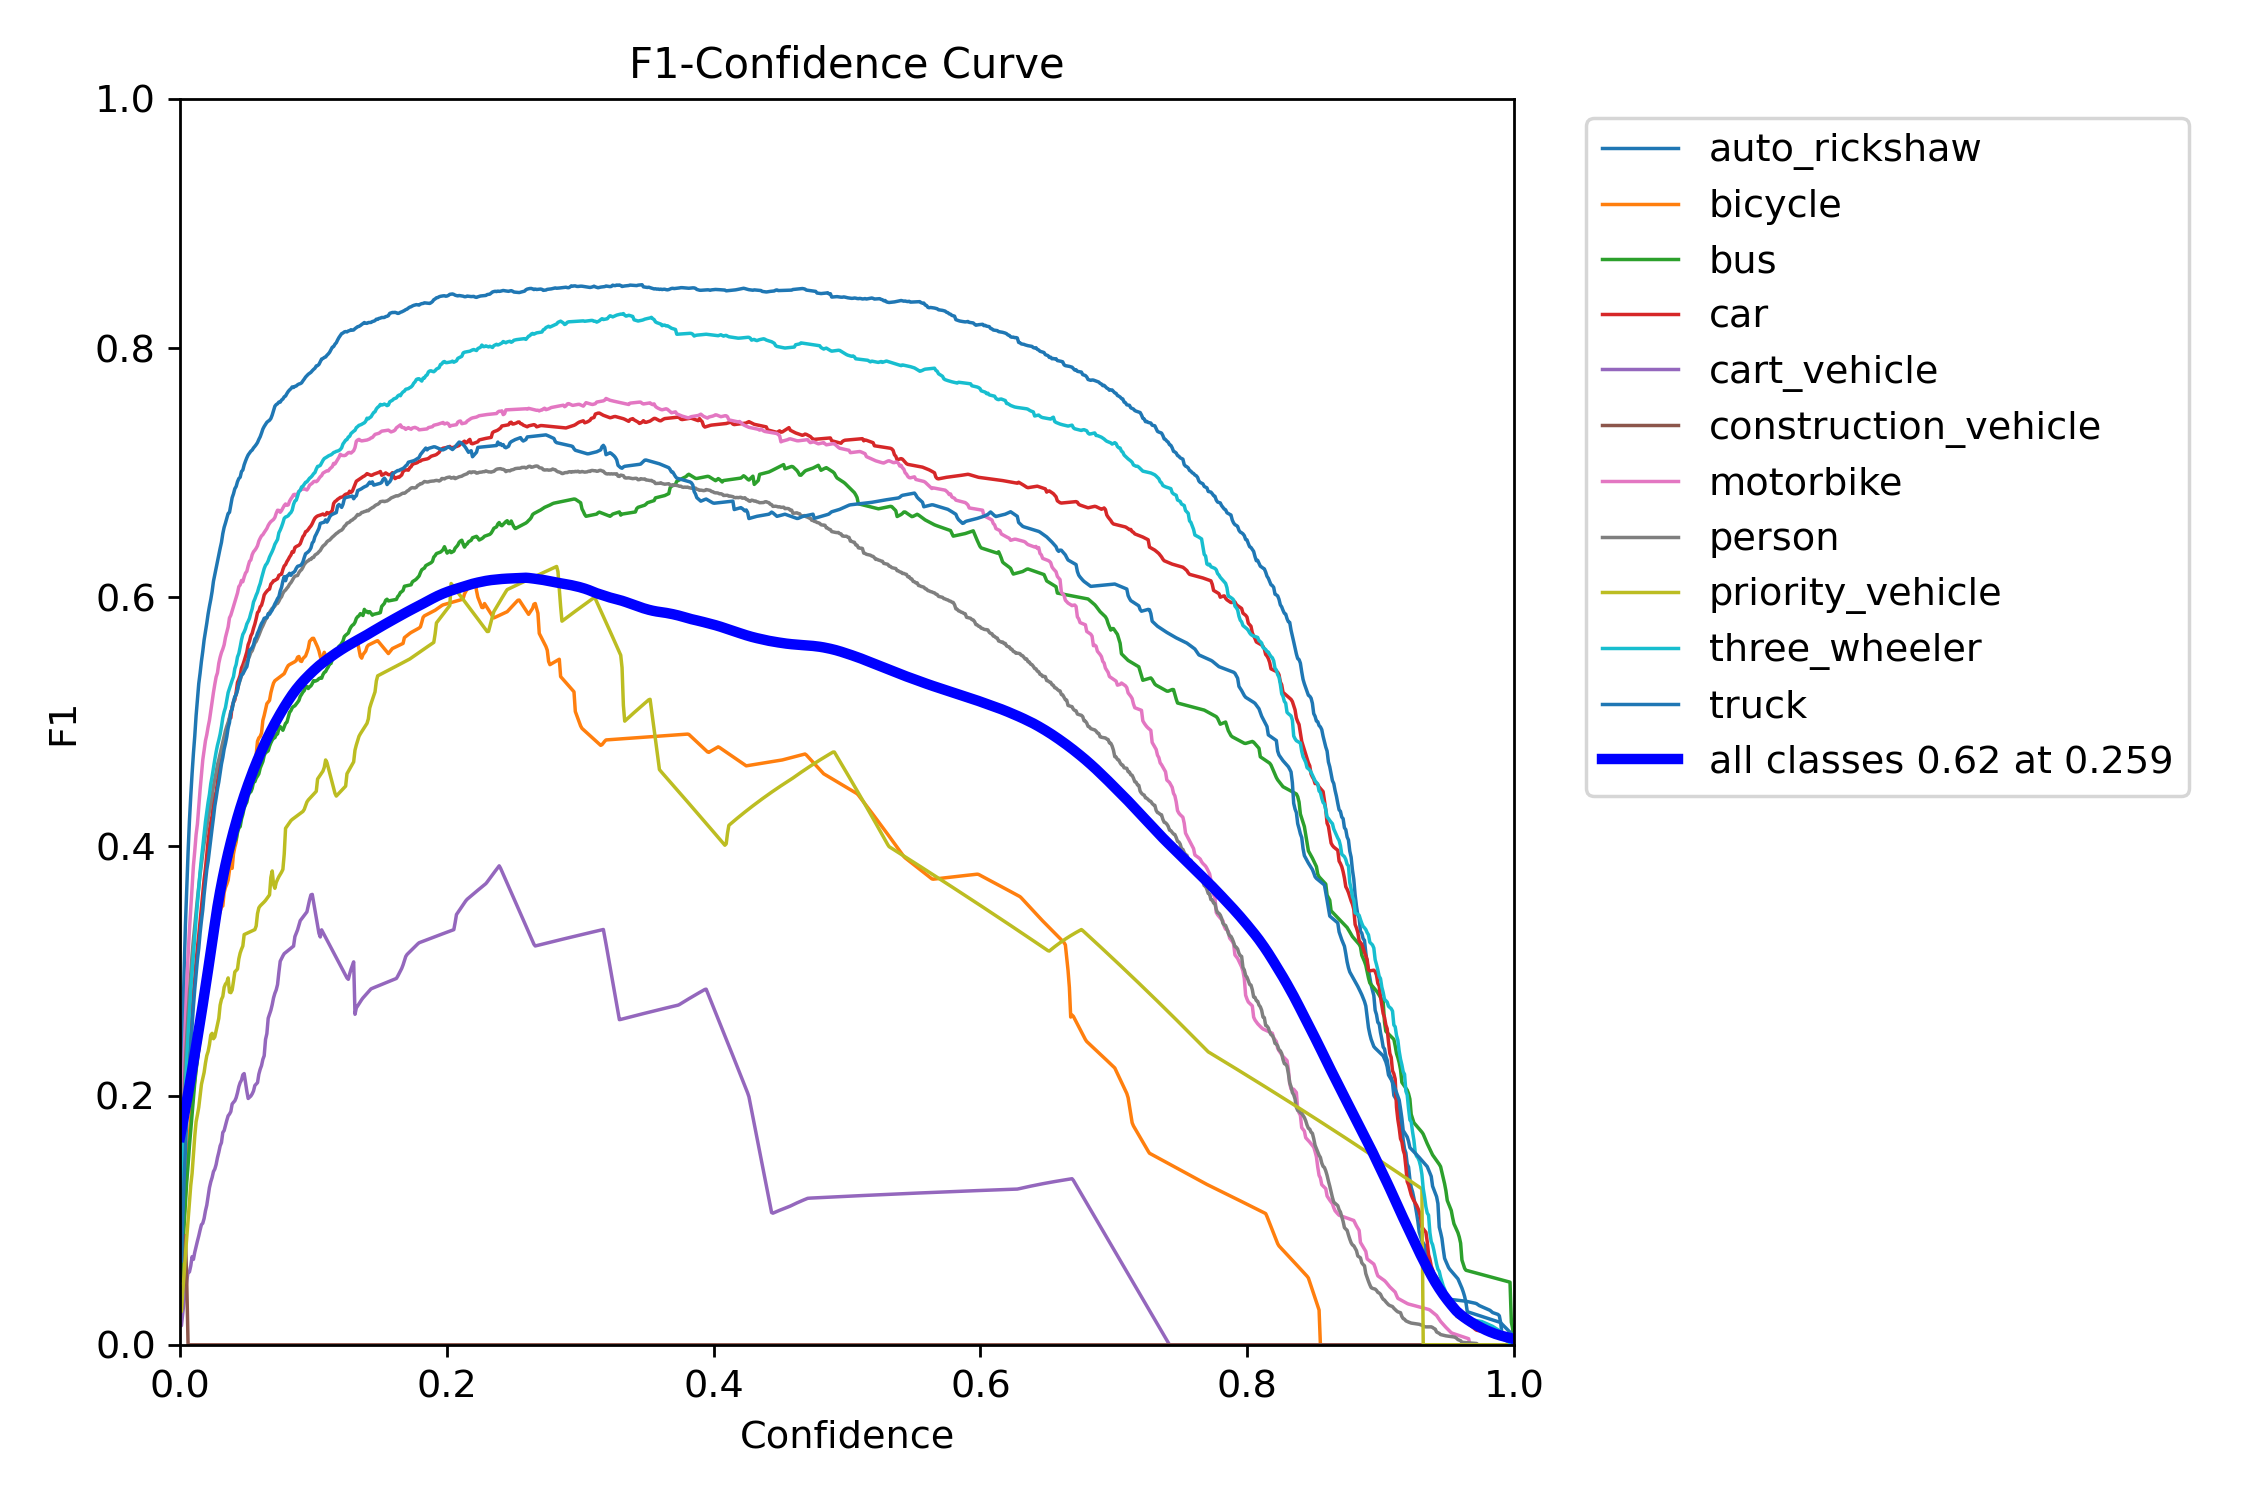 F1-Confidence Curve
1.0
0.8
0.6
0.4
0.2
0.0
F1
0.0 0.2 0.4 0.6 0.8 1.0
Confidence
auto_rickshaw
bicycle
bus
car
cart_vehicle
construction_vehicle
motorbike
person
priority_vehicle
three_wheeler
truck
all classes 0.62 at 0.259